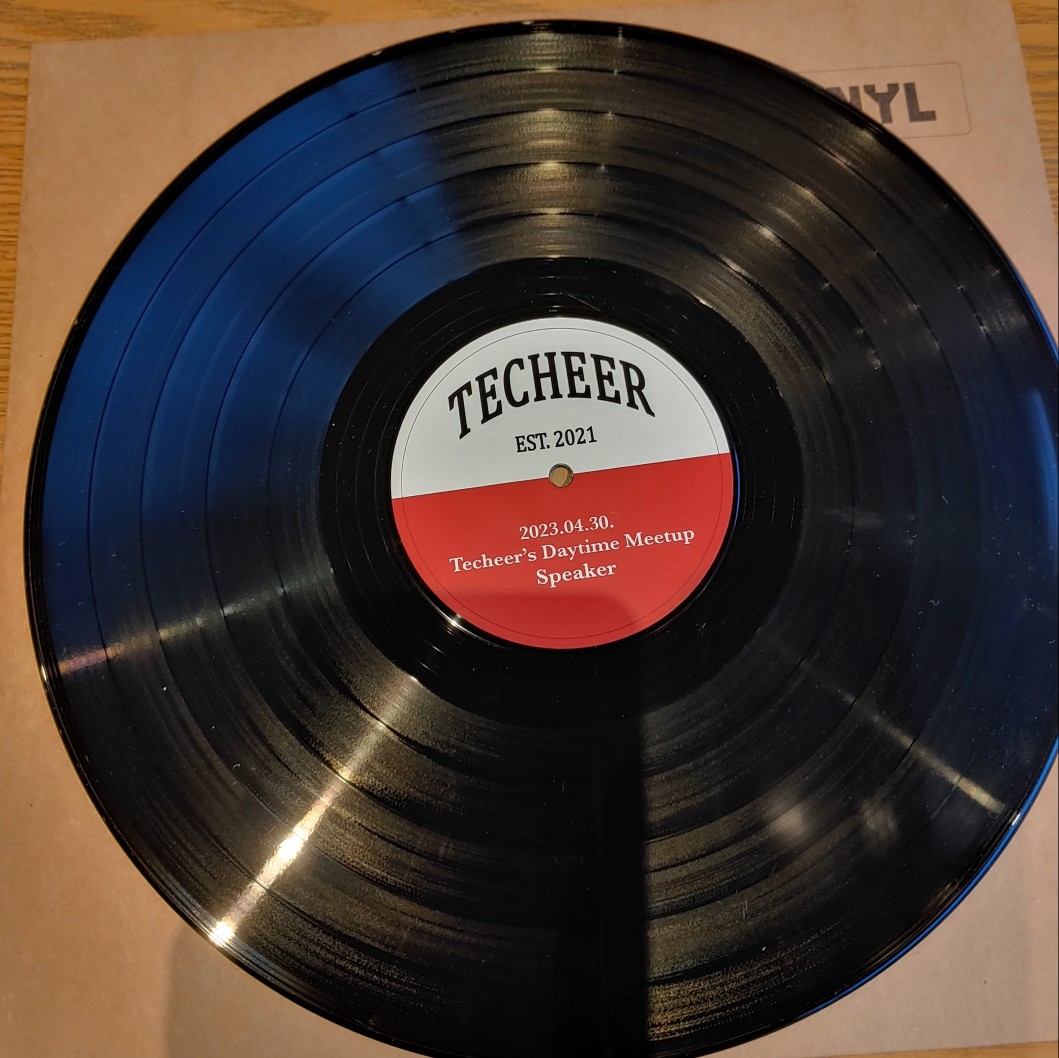 NYL
TECHEER
EST. 2021
2023.04.30.
Techeer's Daytime Meetup
Speaker